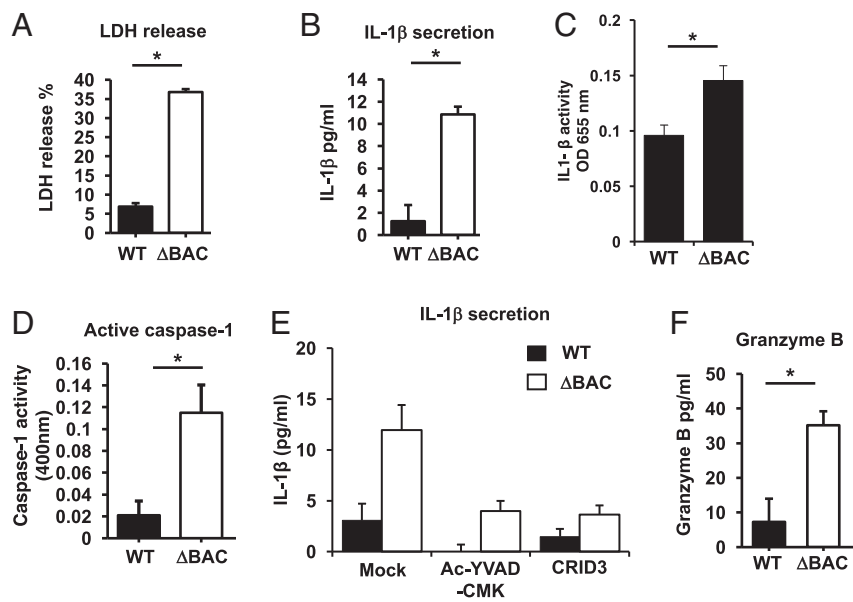 A
LDH release
*
LDH release %
40
35
30
25
20
15
10
5
0
WT ΔBAC
B
IL-1β secretion
*
IL-1β pg/ml
14
12
10
8
6
4
2
0
WT ΔBAC
C
*
IL1- β activity
OD 655 nm
0.2
0.15
0.1
0.05
0
WT ΔBAC
D
Active caspase-1
*
Caspase-1 activity
(400nm)
0.16
0.14
0.12
0.1
0.08
0.06
0.04
0.02
0
WT ΔBAC
E
IL-1β secretion
WT
ΔBAC
IL-1β (pg/ml)
20
15
10
5
0
Mock Ac-YVAD CRID3
-CMK
F
Granzyme B
*
Granzyme B pg/ml
50
40
30
20
10
0
WT ΔBAC